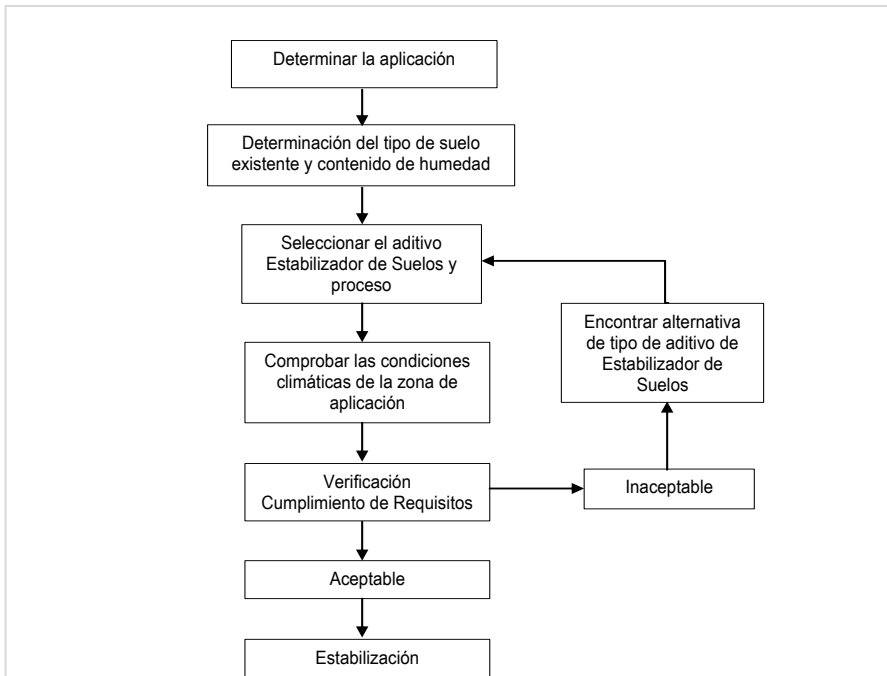 Determinar la aplicación
Determinación del tipo de suelo
existente y contenido de humedad
Seleccionar el aditivo
Estabilizador de Suelos y
proceso
Encontrar alternativa
de tipo de aditivo de
Estabilizador de
Suelos
Comprobar las condiciones
climáticas de la zona de
aplicación
Verificación
Cumplimiento de Requisitos
Inaceptable
Aceptable
Estabilización